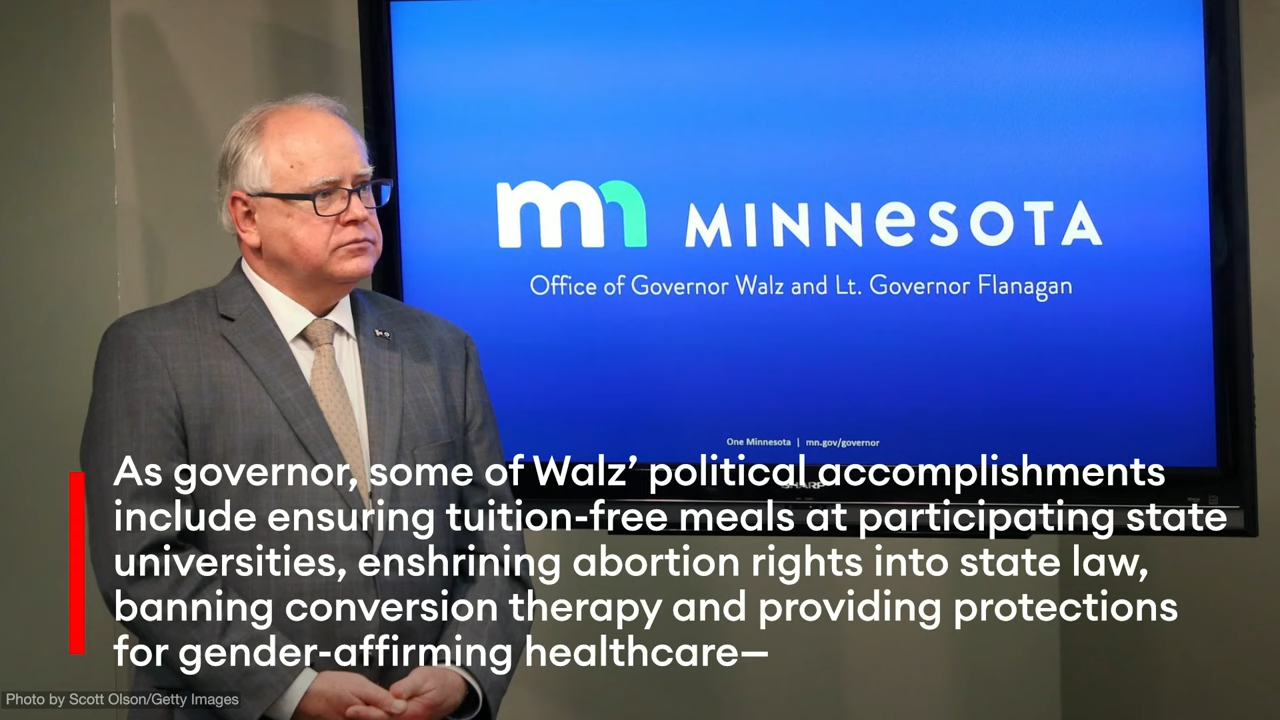 mn MINNeSOTA
Office of Governor Walz and Lt. Governor Flanagan
One Minnesota | mn.gov/governor
SHARP
As governor, some of Walz’ political accomplishments
include ensuring tuition-free meals at participating state
universities, enshrining abortion rights into state law,
banning conversion therapy and providing protections
for gender-affirming healthcare—
Photo by Scott Olson/Getty Images